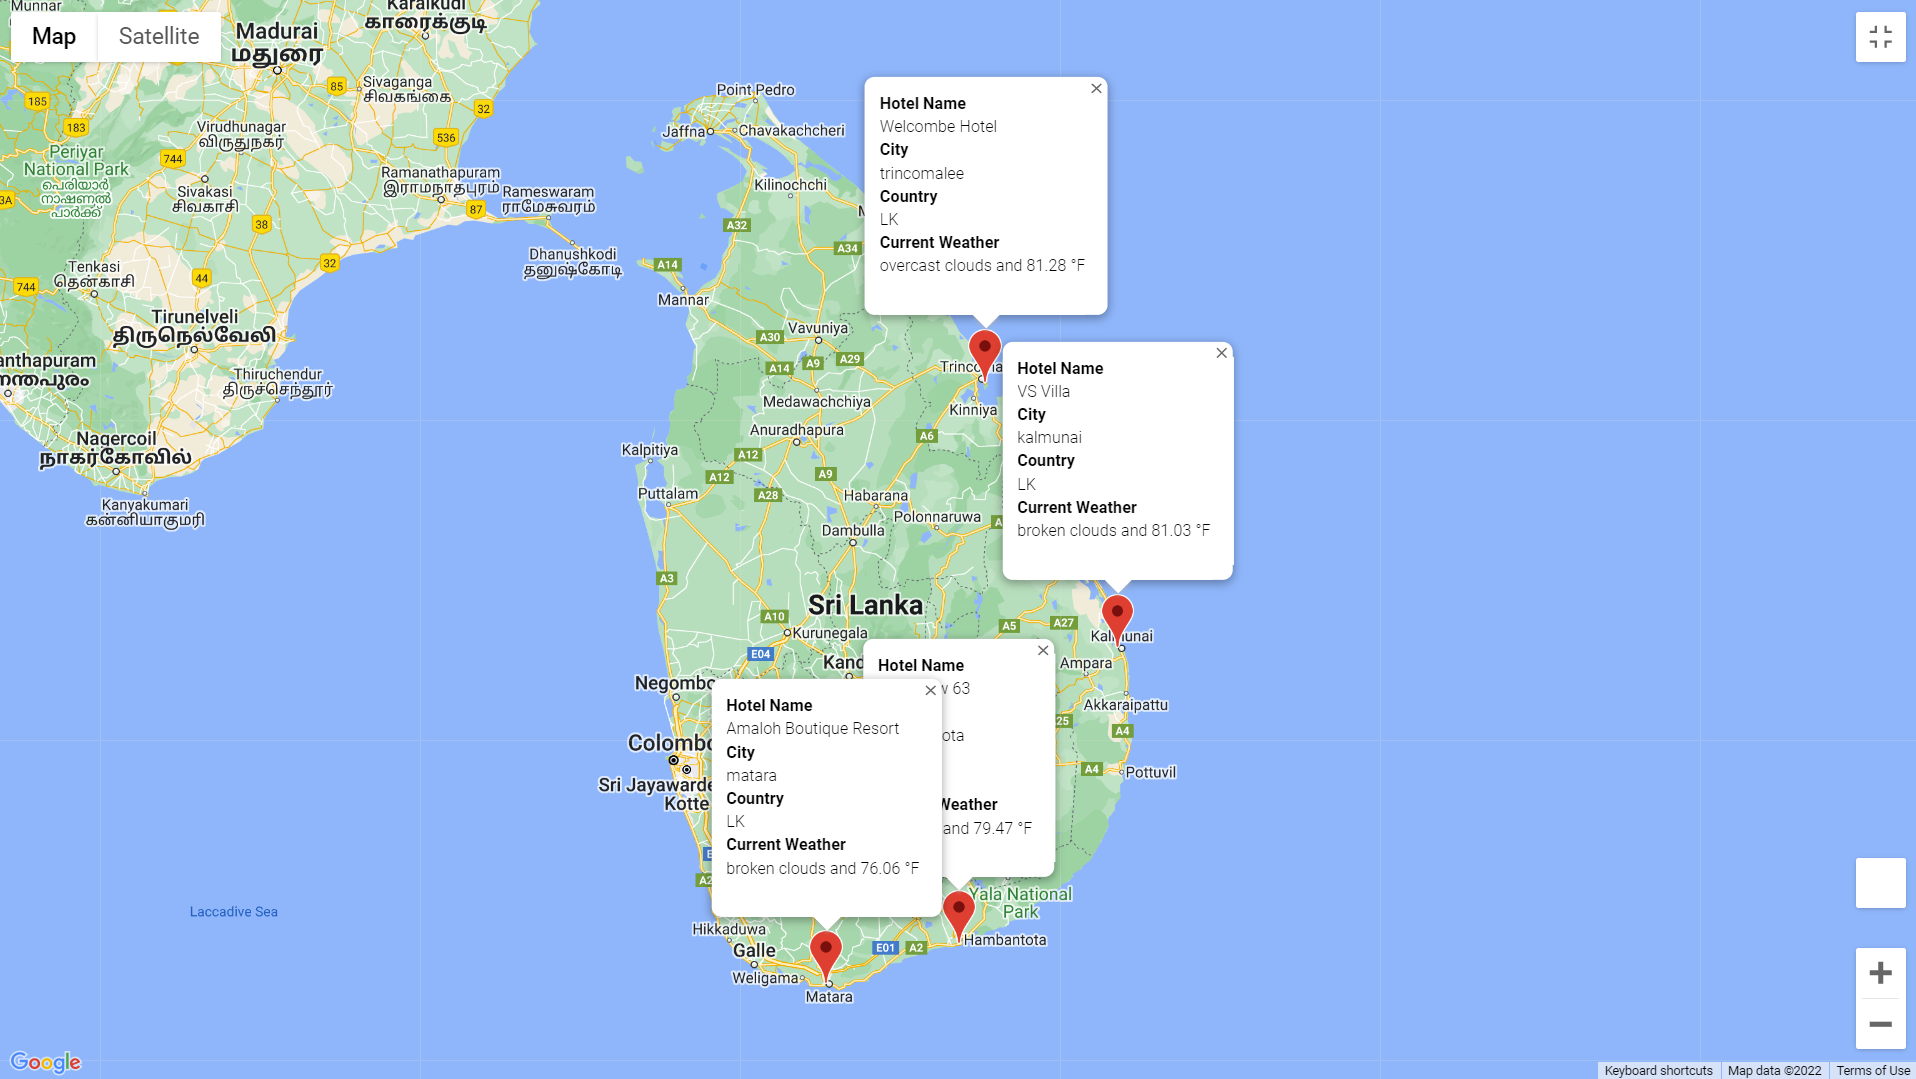 Munnar
Karaikudi
காரைக்குடி
Map
Satellite
Madurai
மதுரை
Sivaganga
சிவகங்கை
85
32
185
183
536
744
Virudhunagar
விருதுநகர்
Periyar
National Park
பெரியார்
நாஷனல்
பார்க்
Sivakasi
சிவகாசி
Ramanathapuram
இராமநாதபுரம்
87
Rameswaram
ராமேசுவரம்
3A
38
32
Dhanushkodi
தனுஷ்கோடி
Tenkasi
தென்காசி
44
744
Tirunelveli
திருநெல்வேலி
Thiruchendur
திருச்செந்தூர்
Nagercoil
நாகர்கோவில்
Kanyakumari
கன்னியாகுமரி
Point Pedro
Jaffna
Chavakachcheri
Kilinochchi
A32
A34
A14
Mannar
Vavuniya
A30
A29
A14
A9
Medawachchiya
Anuradhapura
Kinniya
A6
Kalpitiya
A12
A12
A9
Puttalam
A28
Habarana
Polonnaruwa
Dambulla
A3
Sri Lanka
A10
Kurunegala
A5
A27
E04
Negombo
Kalmunai
Ampara
Akkaraipattu
A4
A4
Pottuvil
Hotel Name
Welcombe Hotel
City
trincomalee
Country
LK
Current Weather
overcast clouds and 81.28 °F
Hotel Name
VS Villa
City
kalmunai
Country
LK
Current Weather
broken clouds and 81.03 °F
Hotel Name
63
Weather
and 79.47 °F
Hotel Name
Amaloh Boutique Resort
City
matara
Country
LK
Current Weather
broken clouds and 76.06 °F
Colombo
Kotte
Yala National
Park
Hambantota
Hikkaduwa
Galle
E01
A2
Weligama
Matara
Laccadive Sea
Google
Keyboard shortcuts
Map data ©2022
Terms of Use